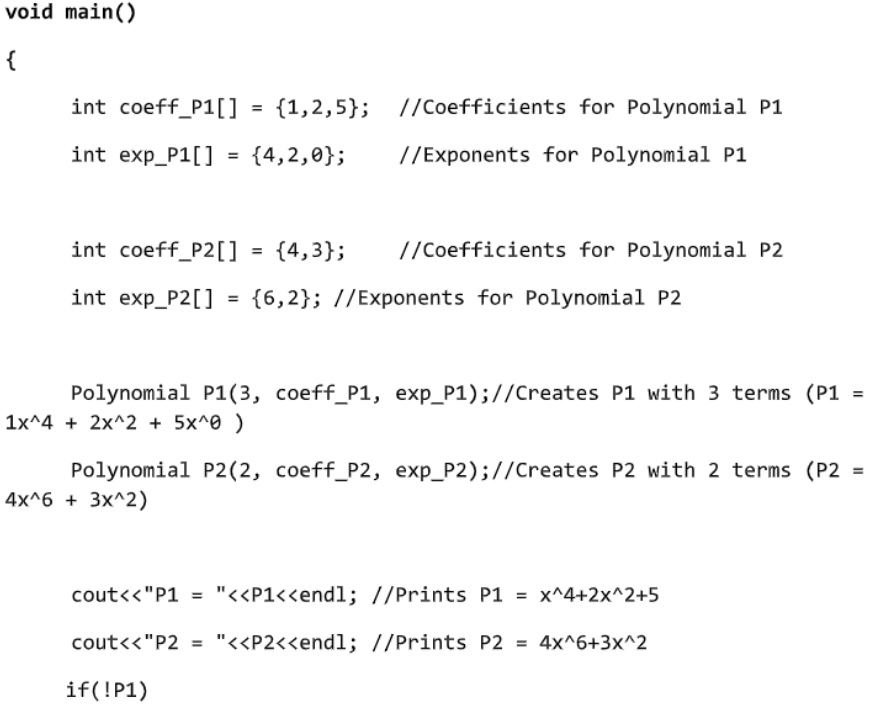 void main()
{
int coeff_P1[] = {1,2,5};  //Coefficients for Polynomial P1
int exp_P1[] = {4,2,0};    //Exponents for Polynomial P1
int coeff_P2[] = {4,3};    //Coefficients for Polynomial P2
int exp_P2[] = {6,2}; //Exponents for Polynomial P2
Polynomial P1(3, coeff_P1, exp_P1);//Creates P1 with 3 terms (P1 =
1x^4 + 2x^2 + 5x^0 )
Polynomial P2(2, coeff_P2, exp_P2);//Creates P2 with 2 terms (P2 =
4x^6 + 3x^2)
cout<<"P1 = "<<P1<<endl; //Prints P1 = x^4+2x^2+5
cout<<"P2 = "<<P2<<endl; //Prints P2 = 4x^6+3x^2
if(!P1)